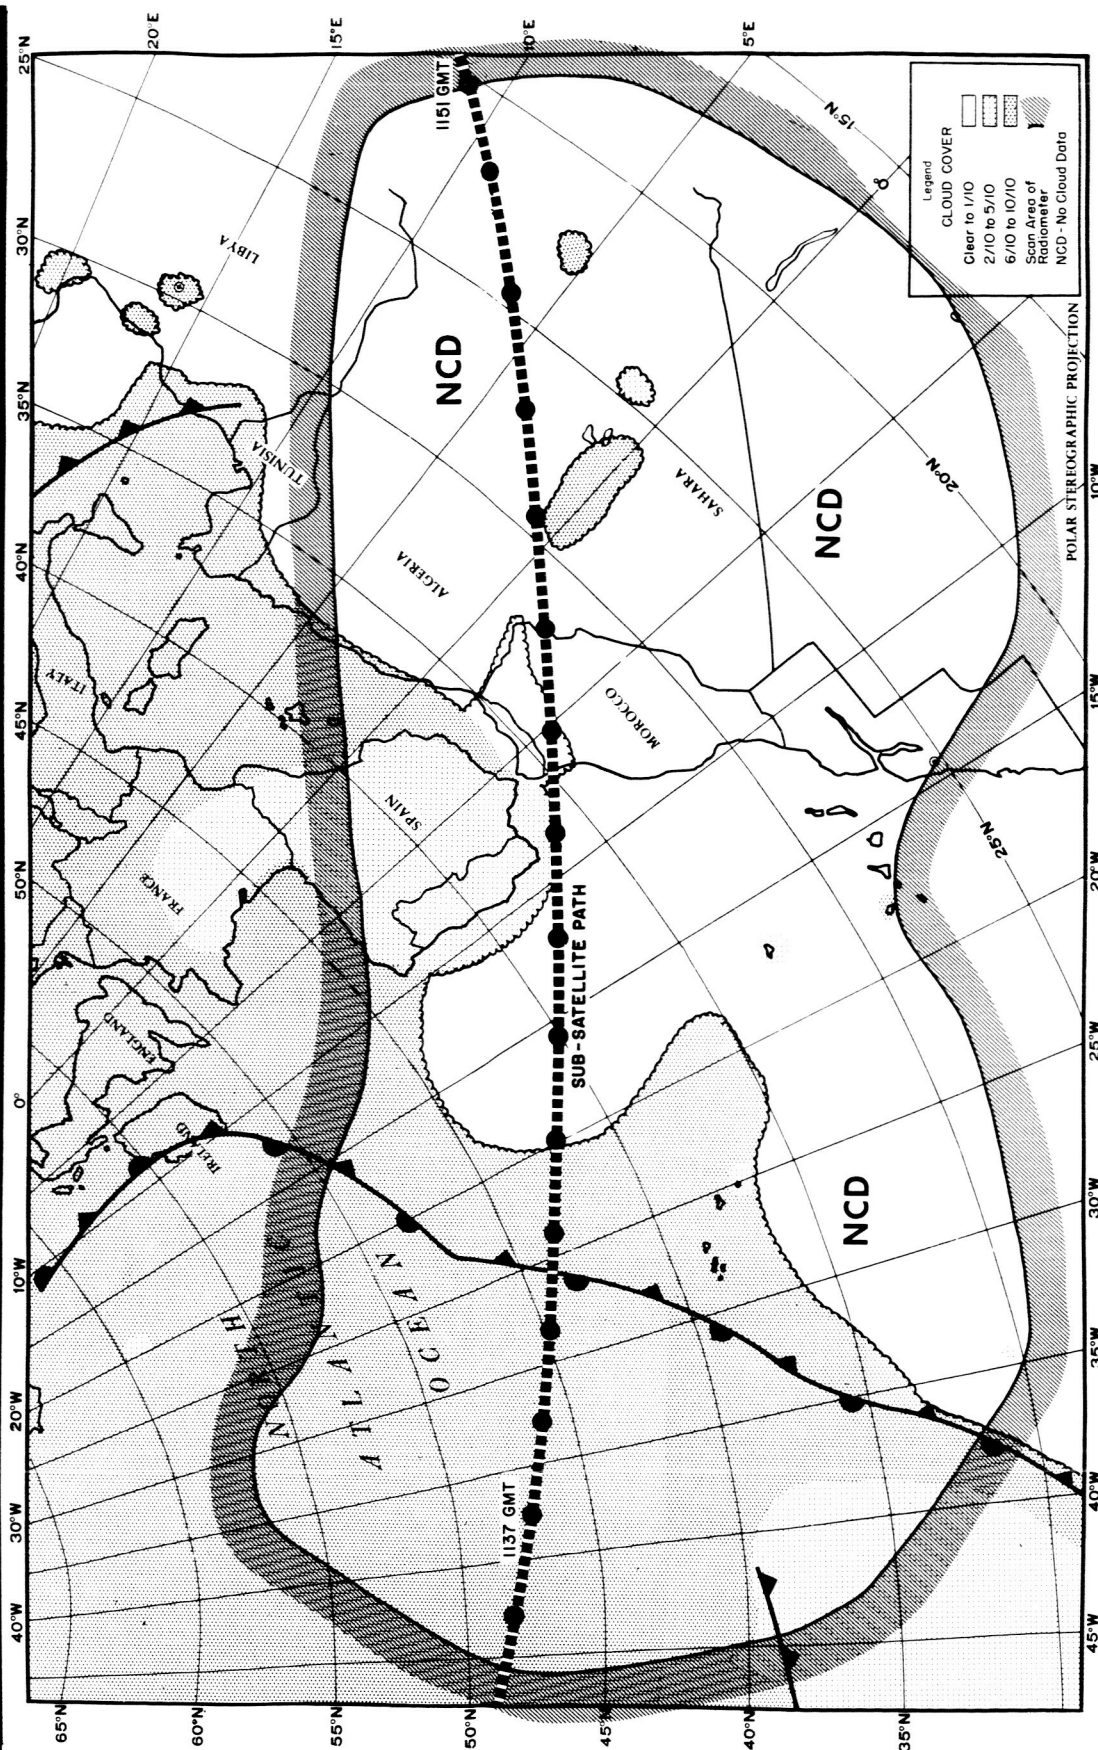 25°N
30°N
35°N
40°N
45°N
50°N
0°
10°W
20°W
30°W
40°W
20°E
15°E
10°E
5°E
15°N
20°N
25°N
10°W
15°W
20°W
25°W
30°W
35°W
40°W
45°W
65°N
60°N
55°N
50°N
45°N
40°N
35°N
LIBYA
TUNISIA
ALGERIA
SAHARA
MOROCCO
ITALY
SPAIN
FRANCE
ENGLAND
IRELAND
NORTH
ATLANTIC
OCEAN
NCD
NCD
NCD
1151 GMT
SUB-SATELLITE PATH
1137 GMT
Legend
CLOUD COVER
Clear to 1/10
2/10 to 5/10
6/10 to 10/10
Scan Area of
Radiometer
NCD - No Cloud Data
POLAR STEREOGRAPHIC PROJECTION